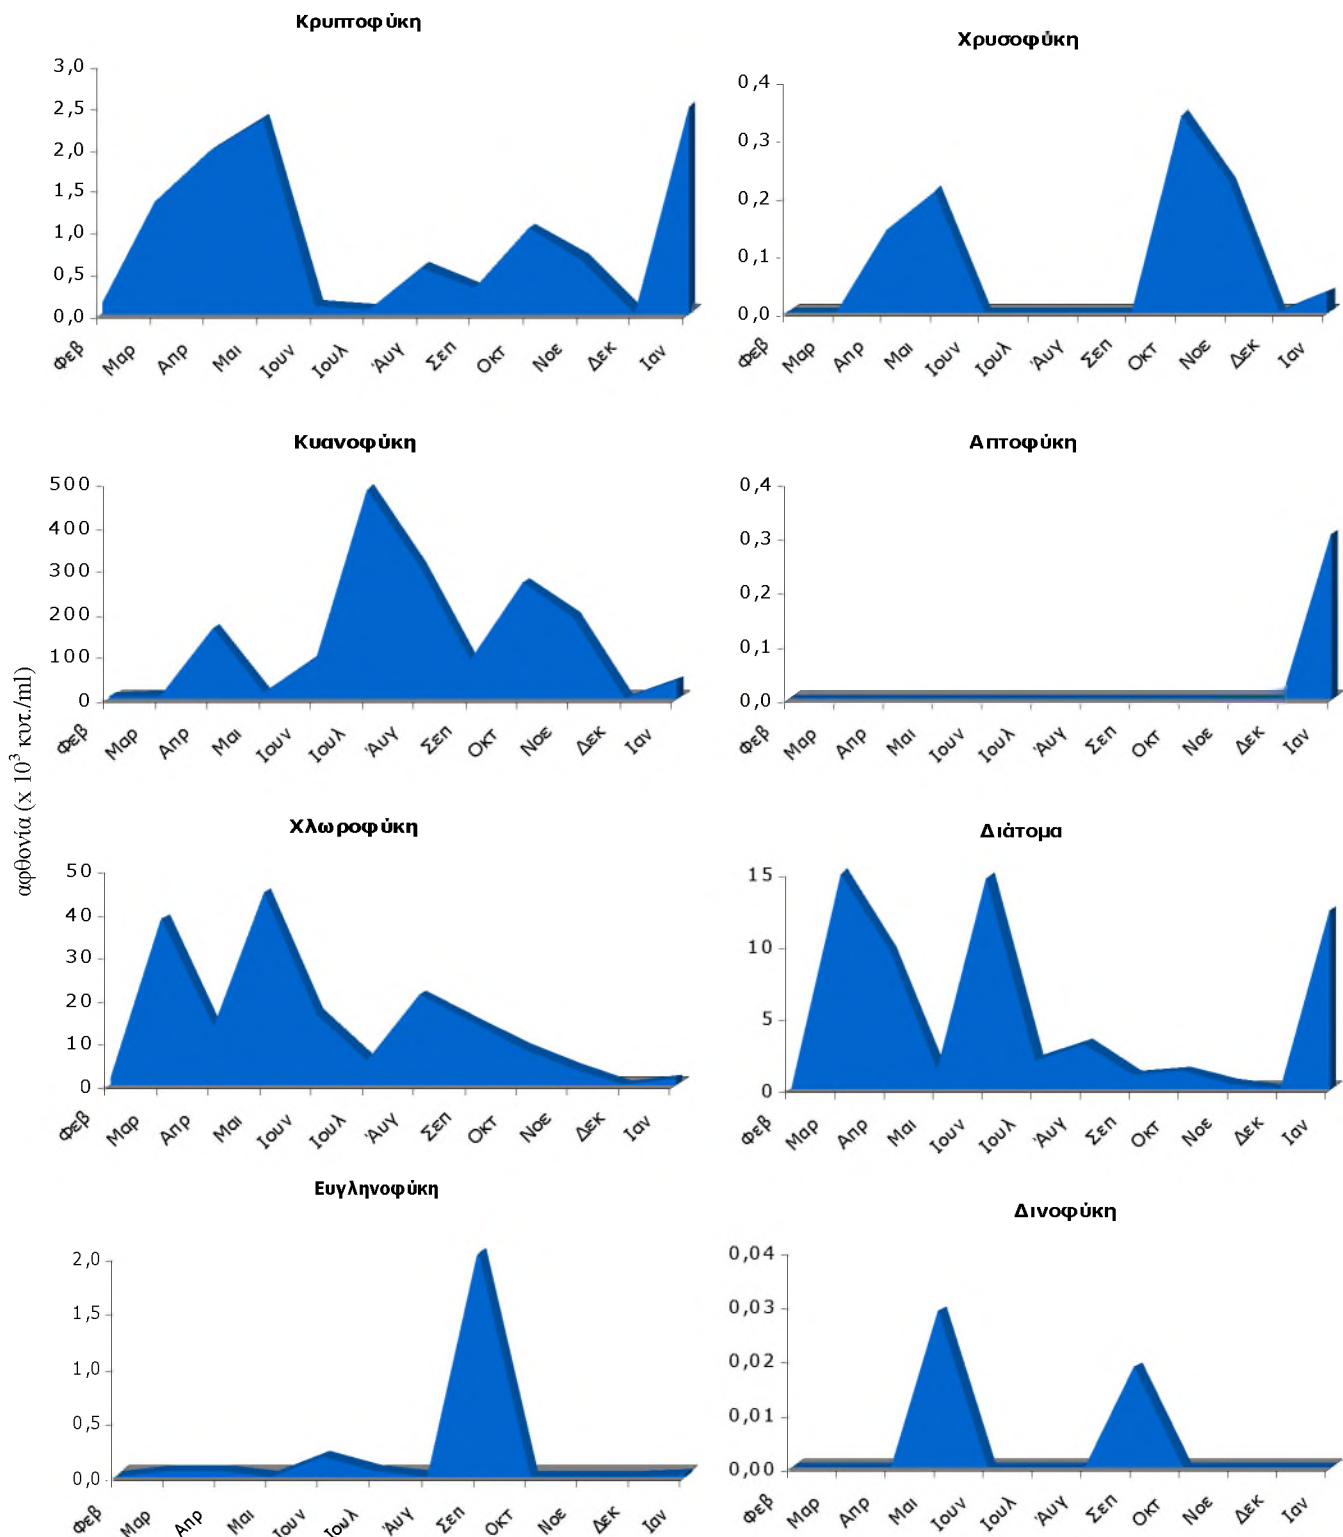 Κρυπτοφύκη
3,0
2,5
2,0
1,5
1,0
0,5
0,0
Φεβ Μαρ Απρ Μαι Ιουν Ιουλ Άυγ Σεπ Οκτ Νοε Δεκ Ιαν
Χρυσοφύκη
0,4
0,3
0,2
0,1
0,0
Φεβ Μαρ Απρ Μαι Ιουν Ιουλ Άυγ Σεπ Οκτ Νοε Δεκ Ιαν
αφθονία (x 10³ κυτ./ml)
Κυανοφύκη
500
400
300
200
100
0
Φεβ Μαρ Απρ Μαι Ιουν Ιουλ Άυγ Σεπ Οκτ Νοε Δεκ Ιαν
Απτοφύκη
0,4
0,3
0,2
0,1
0,0
Φεβ Μαρ Απρ Μαι Ιουν Ιουλ Άυγ Σεπ Οκτ Νοε Δεκ Ιαν
Χλωροφύκη
50
40
30
20
10
0
Φεβ Μαρ Απρ Μαι Ιουν Ιουλ Άυγ Σεπ Οκτ Νοε Δεκ Ιαν
Διάτομα
15
10
5
0
Φεβ Μαρ Απρ Μαι Ιουν Ιουλ Άυγ Σεπ Οκτ Νοε Δεκ Ιαν
Ευγληνοφύκη
2,0
1,5
1,0
0,5
0,0
Φεβ Μαρ Απρ Μαι Ιουν Ιουλ Άυγ Σεπ Οκτ Νοε Δεκ Ιαν
Δινοφύκη
0,04
0,03
0,02
0,01
0,00
Φεβ Μαρ Απρ Μαι Ιουν Ιουλ Άυγ Σεπ Οκτ Νοε Δεκ Ιαν